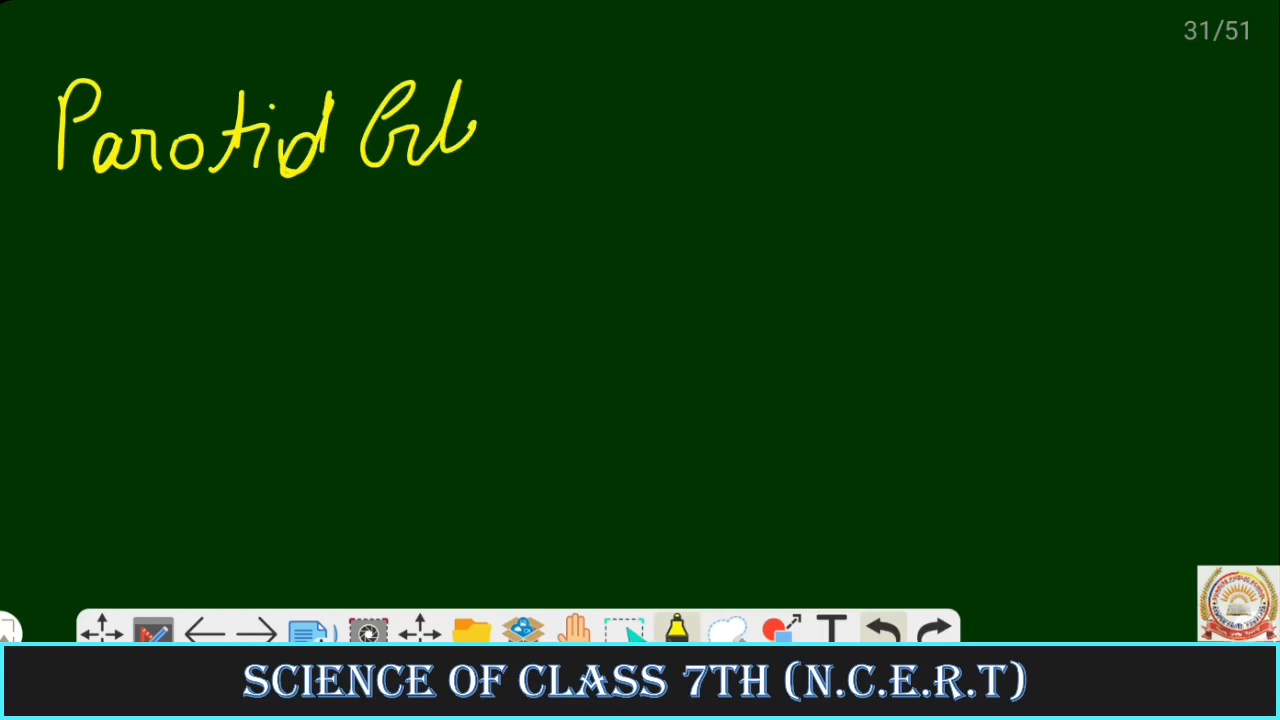 31/51
Parotid Gl
T
SCIENCE OF CLASS 7TH (N.C.E.R.T)